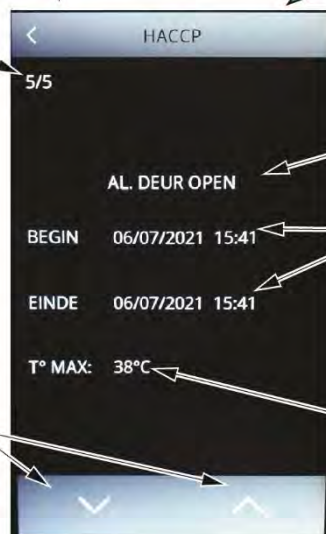 HACCP
5/5
AL. DEUR OPEN
BEGIN 06/07/2021 15:41
EINDE 06/07/2021 15:41
T° MAX: 38°C